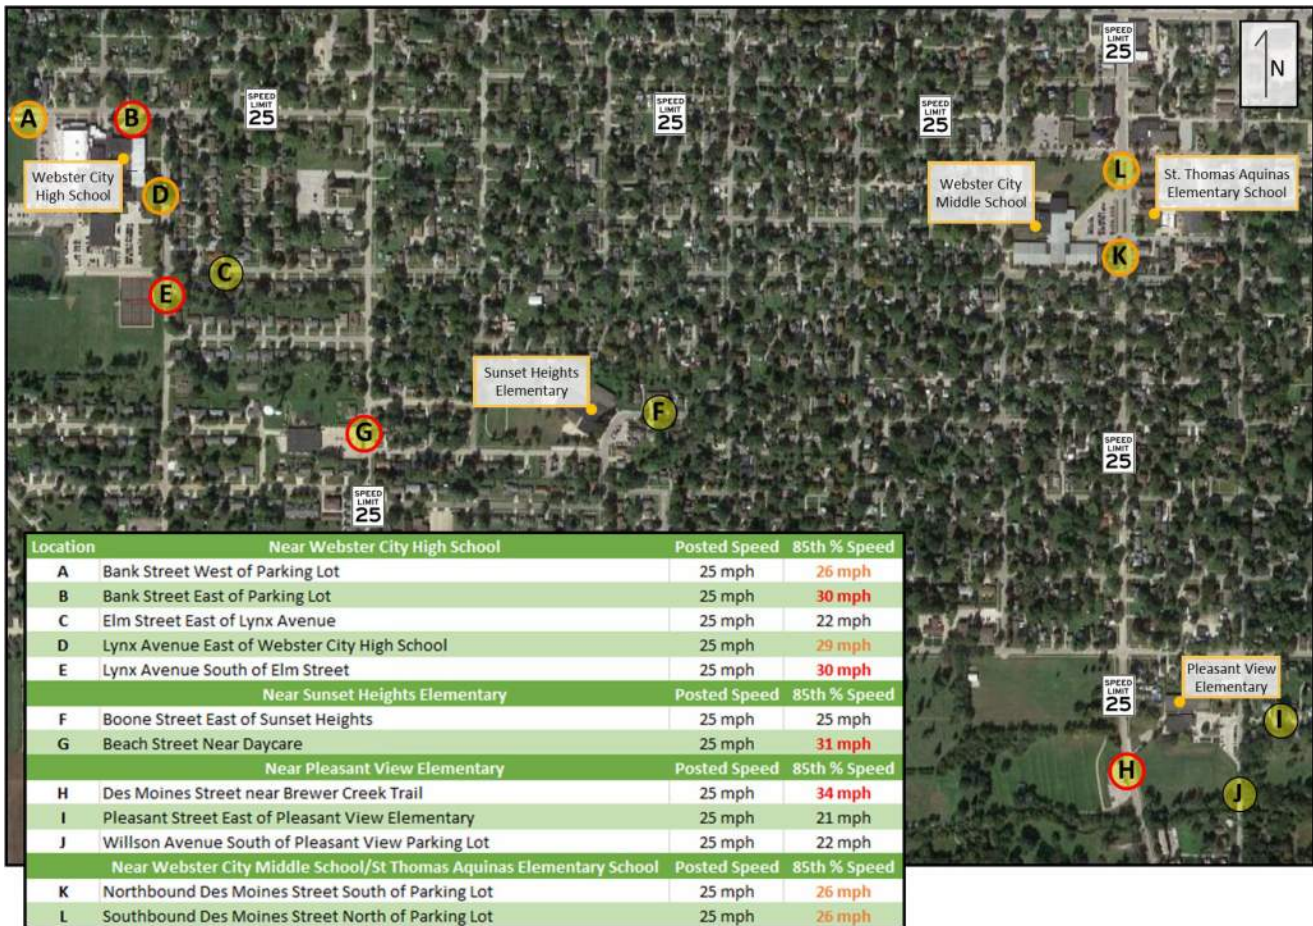 SPEED
LIMIT
25
N
A
B
SPEED
LIMIT
25
SPEED
LIMIT
25
SPEED
LIMIT
25
Webster City
High School
D
L
Webster City
Middle School
St. Thomas Aquinas
Elementary School
K
C
E
Sunset Heights
Elementary
F
G
SPEED
LIMIT
25
SPEED
LIMIT
25
Pleasant View
Elementary
SPEED
LIMIT
25
I
H
J
Location Near Webster City High School Posted Speed 85th % Speed
A Bank Street West of Parking Lot 25 mph 26 mph
B Bank Street East of Parking Lot 25 mph 30 mph
C Elm Street East of Lynx Avenue 25 mph 22 mph
D Lynx Avenue East of Webster City High School 25 mph 29 mph
E Lynx Avenue South of Elm Street 25 mph 30 mph
Near Sunset Heights Elementary Posted Speed 85th % Speed
F Boone Street East of Sunset Heights 25 mph 25 mph
G Beach Street Near Daycare 25 mph 31 mph
Near Pleasant View Elementary Posted Speed 85th % Speed
H Des Moines Street near Brewer Creek Trail 25 mph 34 mph
I Pleasant Street East of Pleasant View Elementary 25 mph 21 mph
J Willson Avenue South of Pleasant View Parking Lot 25 mph 22 mph
Near Webster City Middle School/St Thomas Aquinas Elementary School Posted Speed 85th % Speed
K Northbound Des Moines Street South of Parking Lot 25 mph 26 mph
L Southbound Des Moines Street North of Parking Lot 25 mph 26 mph